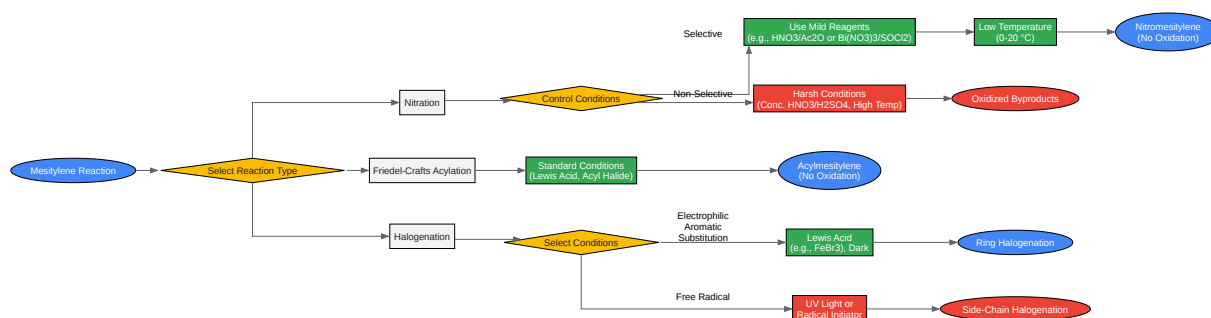 Use Mild Reagents
(e.g., HNO3/Ac2O or Bi(NO3)3/SOCl2)
Low Temperature
(0-20 °C)
Nitromesitylene
(No Oxidation)
Selective
Nitration
Control Conditions
Non-Selective
Harsh Conditions
(Conc. HNO3/H2SO4, High Temp)
Oxidized Byproducts
Mesitylene Reaction
Select Reaction Type
Friedel-Crafts Acylation
Standard Conditions
(Lewis Acid, Acyl Halide)
Acylmesitylene
(No Oxidation)
Halogenation
Select Conditions
Electrophilic
Aromatic
Substitution
Lewis Acid
(e.g., FeBr3), Dark
Ring Halogenation
Free Radical
UV Light or
Radical Initiator
Side-Chain Halogenation